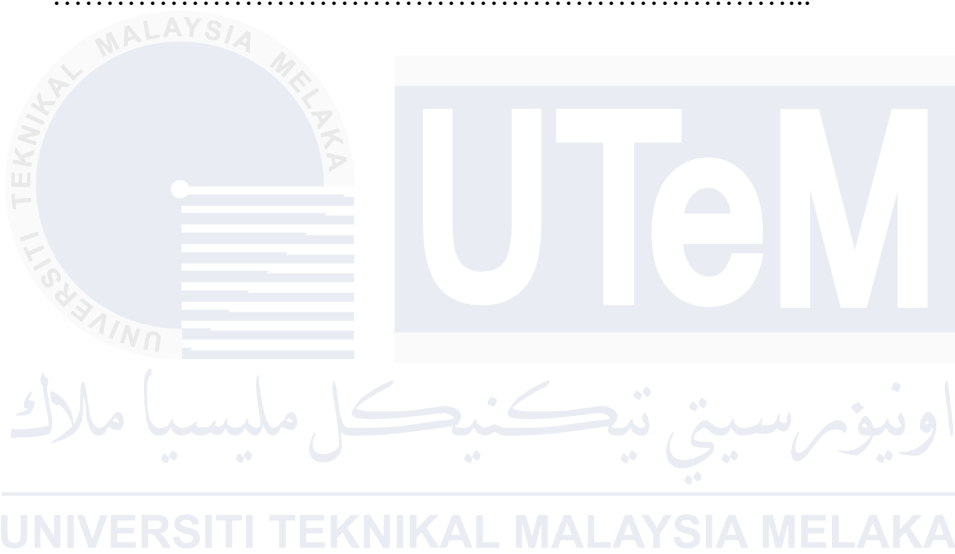 ……………………………………………………………………...
UNIVERSITI TEKNIKAL MALAYSIA MELAKA
UTeM
اونيۏرسيتي تيكنيكل مليسيا ملاك
UNIVERSITI TEKNIKAL MALAYSIA MELAKA